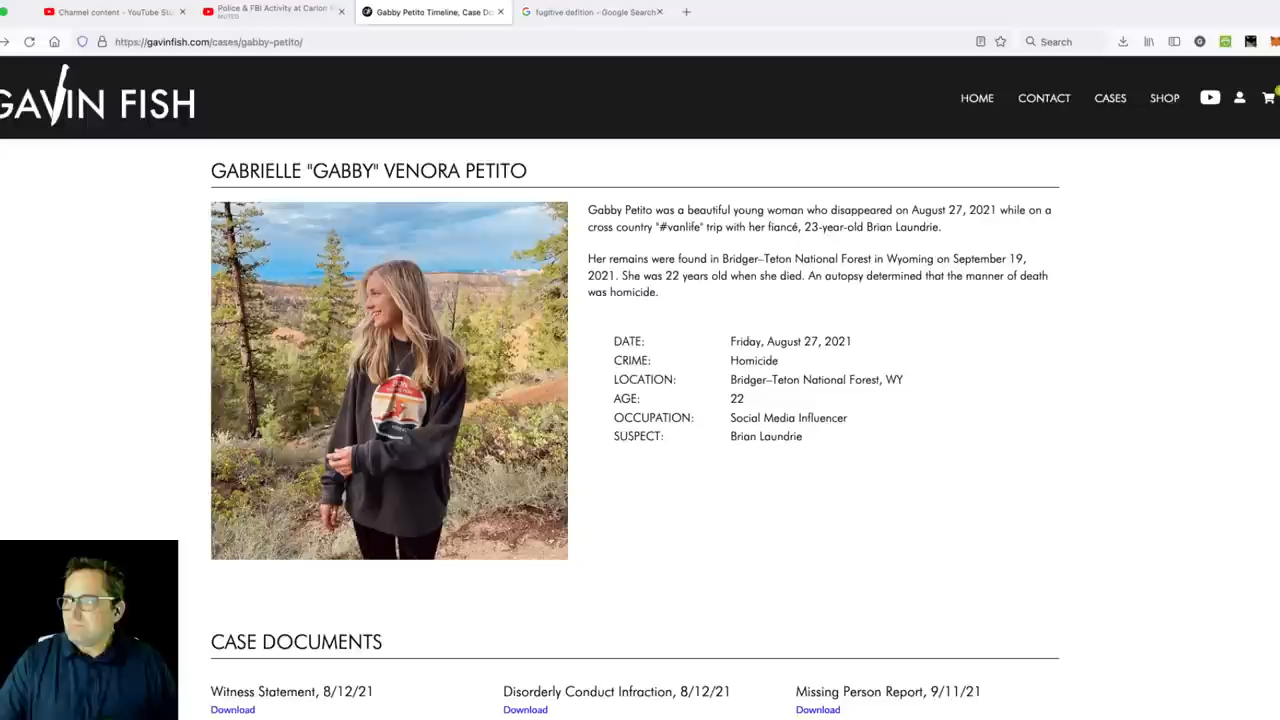 Channel content - YouTube Stu
Police & FBI Activity at Carlon
MUTED
Gabby Petito Timeline, Case Do
fugitive defition - Google Search
https://gavinfish.com/cases/gabby-petito/
Search
GAVIN FISH
HOME CONTACT CASES SHOP
GABRIELLE "GABBY" VENORA PETITO
Gabby Petito was a beautiful young woman who disappeared on August 27, 2021 while on a
cross country "#vanlife" trip with her fiancé, 23-year-old Brian Laundrie.
Her remains were found in Bridger–Teton National Forest in Wyoming on September 19,
2021. She was 22 years old when she died. An autopsy determined that the manner of death
was homicide.
DATE: Friday, August 27, 2021
CRIME: Homicide
LOCATION: Bridger–Teton National Forest, WY
AGE: 22
OCCUPATION: Social Media Influencer
SUSPECT: Brian Laundrie
CASE DOCUMENTS
Witness Statement, 8/12/21 Disorderly Conduct Infraction, 8/12/21 Missing Person Report, 9/11/21
Download Download Download